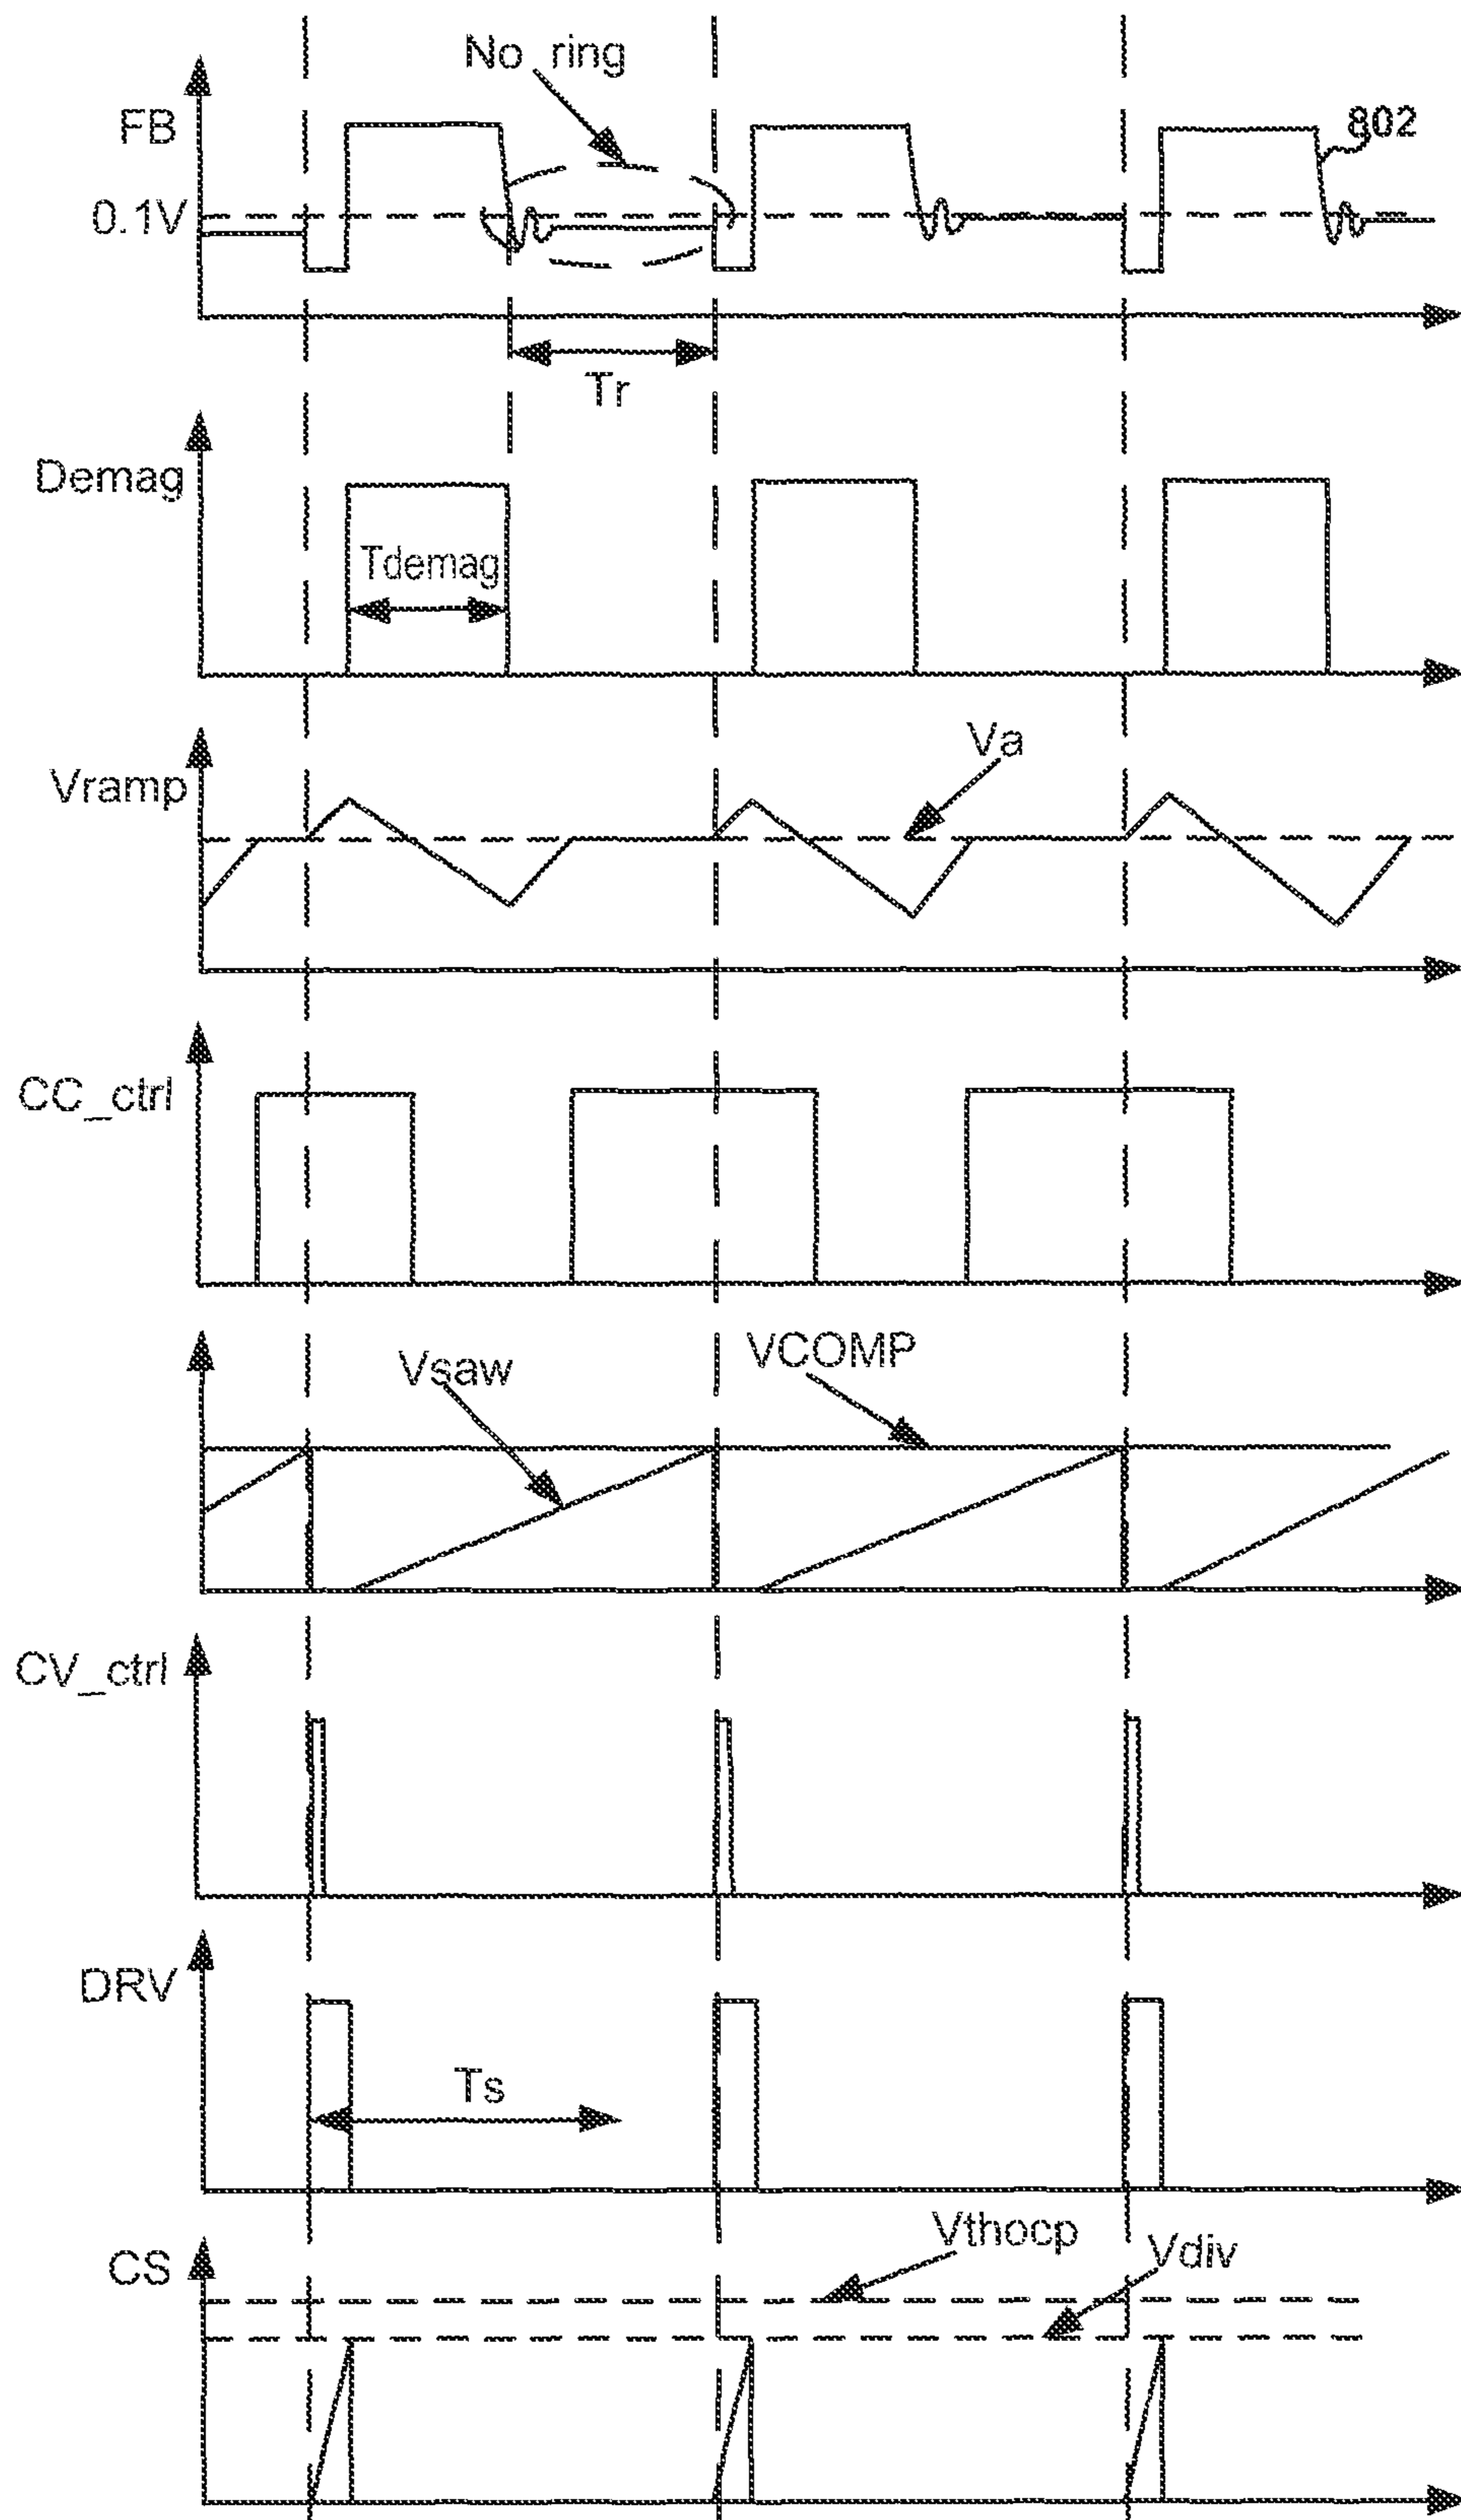 No ring
FB
802
0.1V
Tr
Demag
Tdemag
Va
Vramp
CC_ctrl
Vsaw
VCOMP
CV_ctrl
DRV
Ts
Vthocp
Vdiv
CS